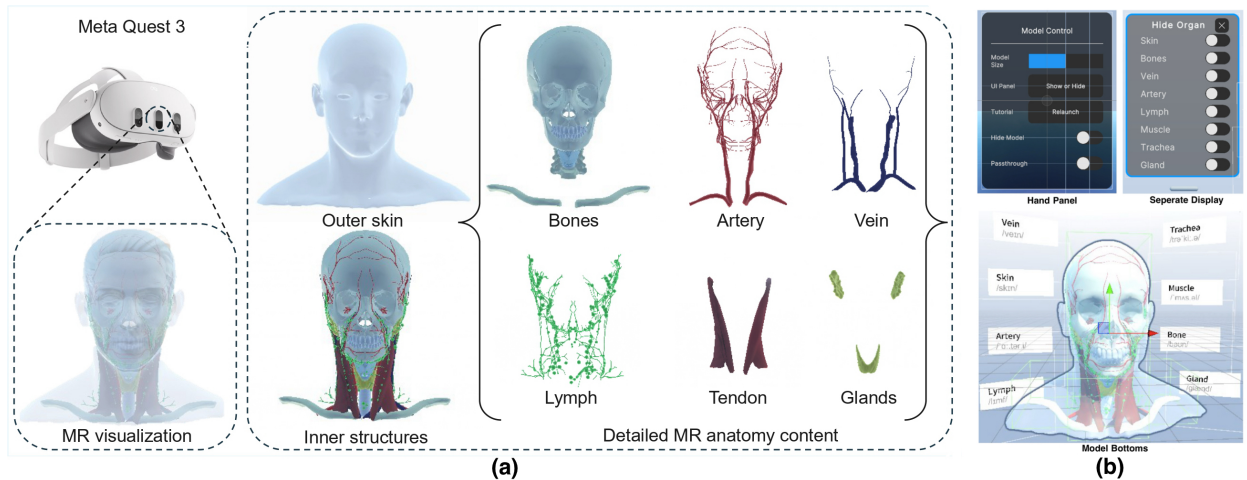 Meta Quest 3
MR visualization
Outer skin
Inner structures
Bones
Artery
Vein
Lymph
Tendon
Glands
Detailed MR anatomy content
(a)
Model Control
Model
Size
UI Panel
Show or Hide
Tutorial
Relaunch
Hide Model
Passthrough
Hand Panel
Hide Organ
Skin
Bones
Vein
Artery
Lymph
Muscle
Trachea
Gland
Seperate Display
Vein
/veɪn/
Trachea
Skin
/skɪn/
Muscle
Artery
Bone
Lymph
/lɪmf/
Gland
Model Bottoms
(b)